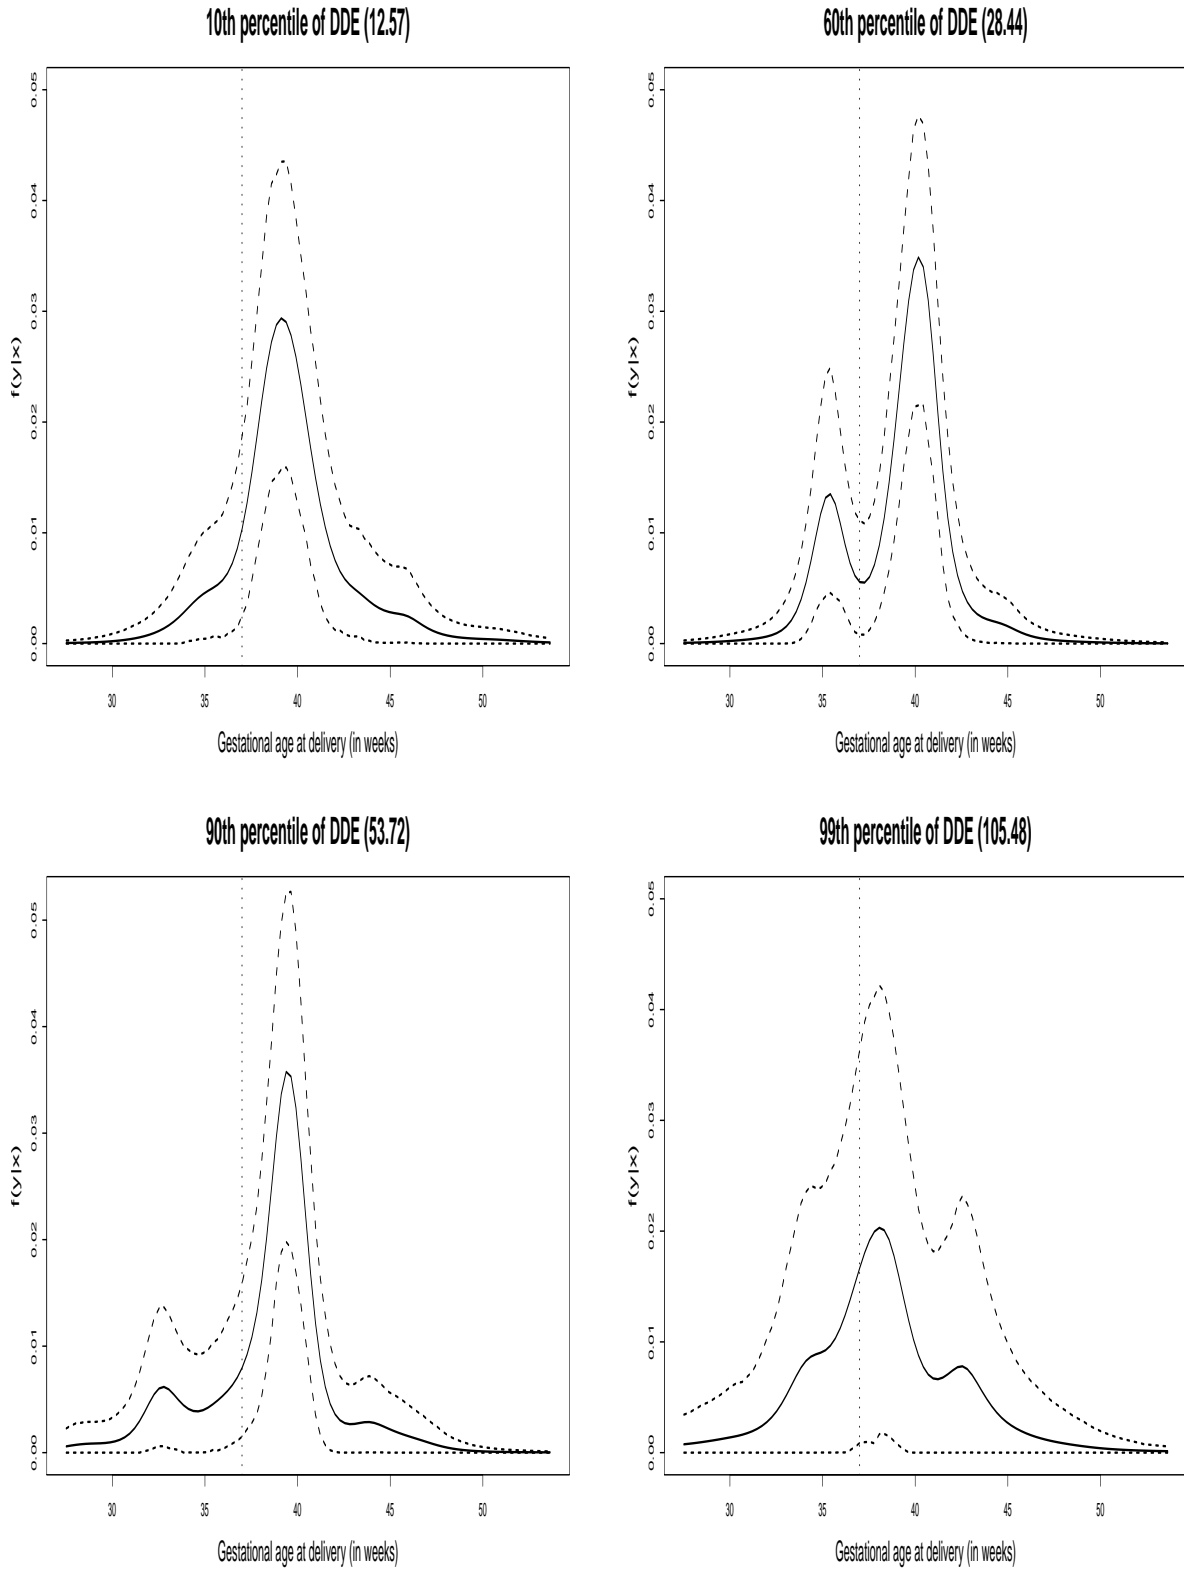 10th percentile of DDE (12.57)
f(y|x)
0.05
0.04
0.03
0.02
0.01
0.00
30 35 40 45 50
Gestational age at delivery (in weeks)
60th percentile of DDE (28.44)
f(y|x)
0.05
0.04
0.03
0.02
0.01
0.00
30 35 40 45 50
Gestational age at delivery (in weeks)
90th percentile of DDE (53.72)
f(y|x)
0.05
0.04
0.03
0.02
0.01
0.00
30 35 40 45 50
Gestational age at delivery (in weeks)
99th percentile of DDE (105.48)
f(y|x)
0.05
0.04
0.03
0.02
0.01
0.00
30 35 40 45 50
Gestational age at delivery (in weeks)